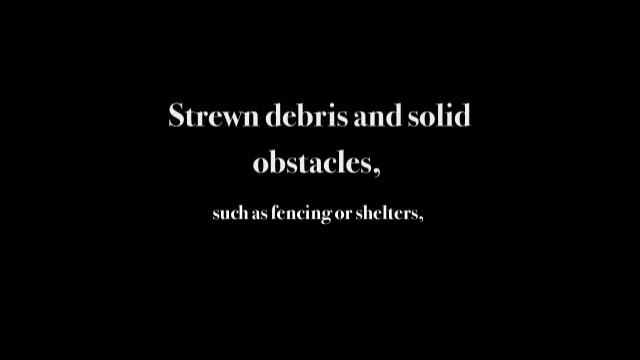 Strewn debris and solid
obstacles,
such as fencing or shelters,